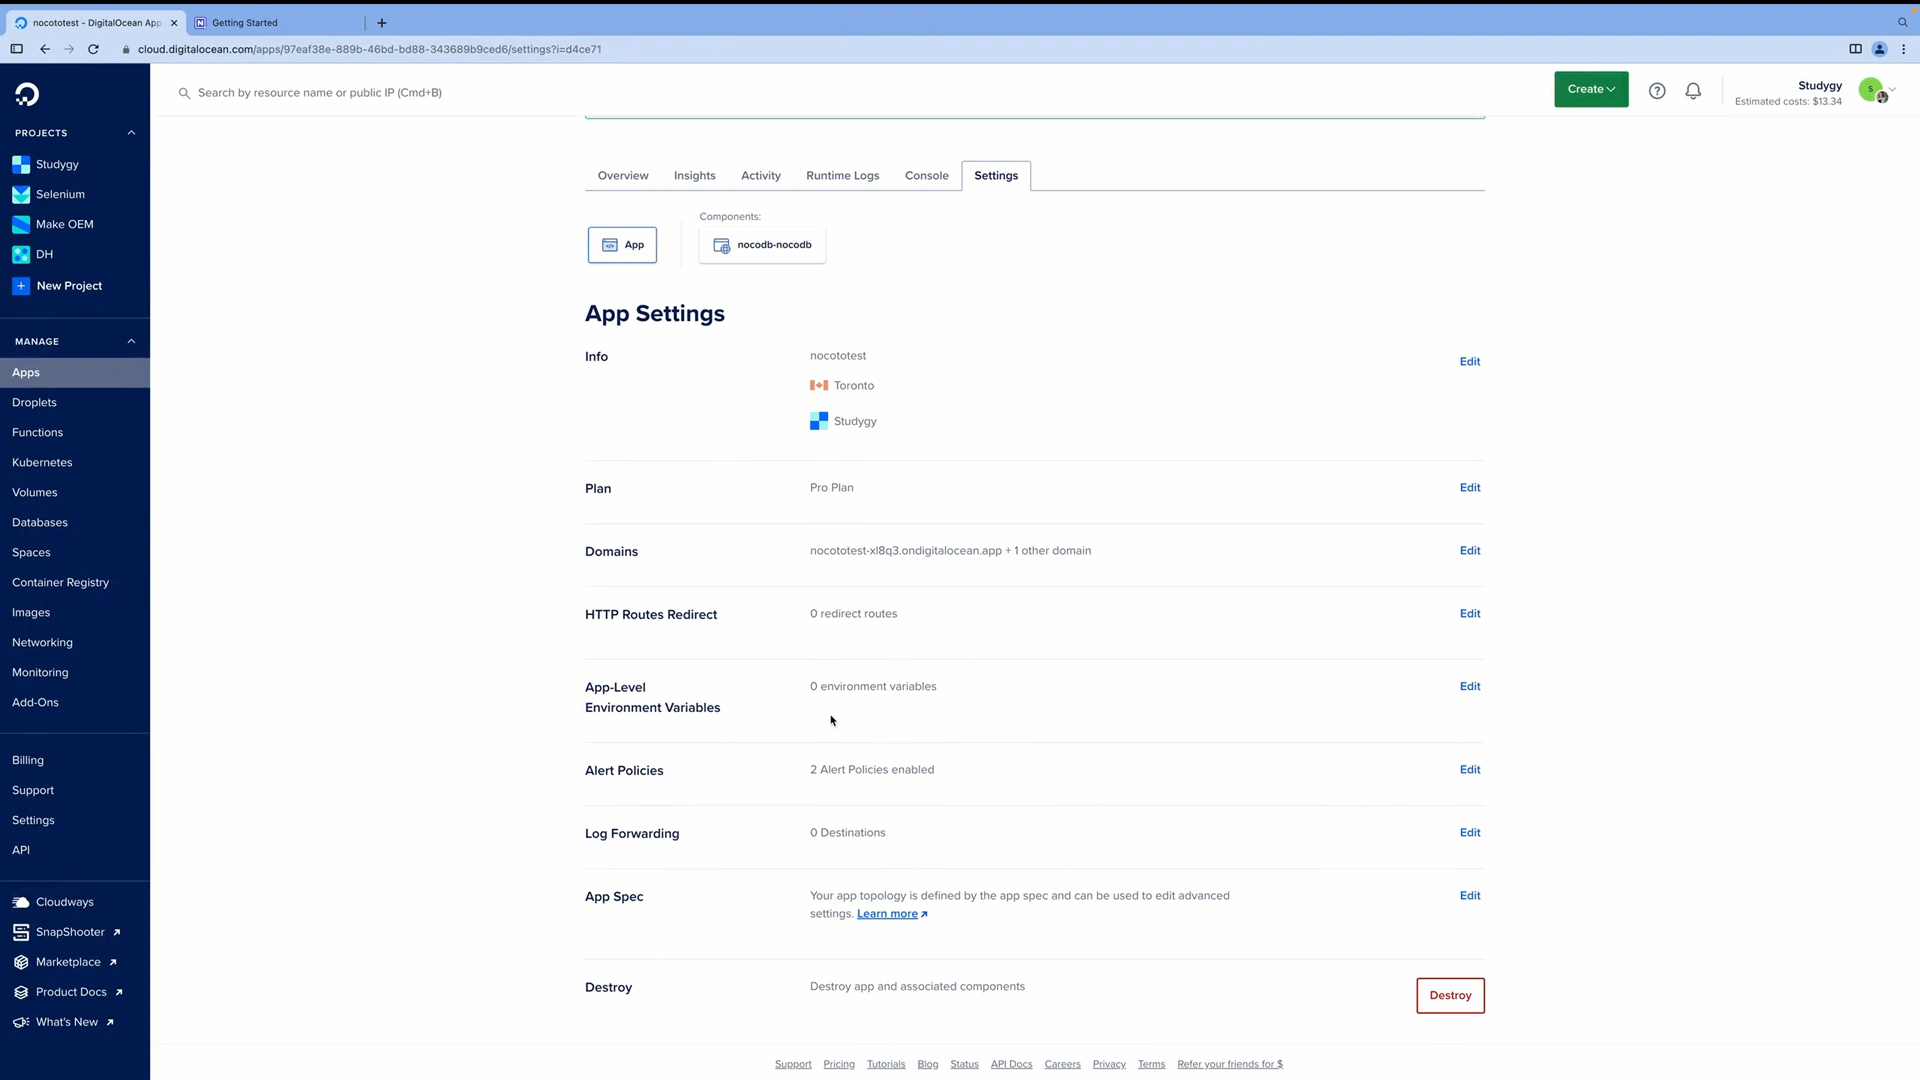 nocototest - DigitalOcean App
Getting Started
cloud.digitalocean.com/apps/97eaf38e-889b-46bd-bd88-343689b9ced6/settings?i=d4ce71
Search by resource name or public IP (Cmd+B)
Create
Studygy
Estimated costs: $13.34
S
PROJECTS
Studygy
Selenium
Make OEM
DH
New Project
MANAGE
Apps
Droplets
Functions
Kubernetes
Volumes
Databases
Spaces
Container Registry
Images
Networking
Monitoring
Add-Ons
Billing
Support
Settings
API
Cloudways
SnapShooter
Marketplace
Product Docs
What's New
Overview
Insights
Activity
Runtime Logs
Console
Settings
Components:
App
nocodb-nocodb
App Settings
Info
nocototest
Edit
Toronto
Studygy
Plan
Pro Plan
Edit
Domains
nocototest-xl8q3.ondigitalocean.app + 1 other domain
Edit
HTTP Routes Redirect
0 redirect routes
Edit
App-Level
Environment Variables
0 environment variables
Edit
Alert Policies
2 Alert Policies enabled
Edit
Log Forwarding
0 Destinations
Edit
App Spec
Your app topology is defined by the app spec and can be used to edit advanced
settings. Learn more
Edit
Destroy
Destroy app and associated components
Destroy
Support Pricing Tutorials Blog Status API Docs Careers Privacy Terms Refer your friends for $